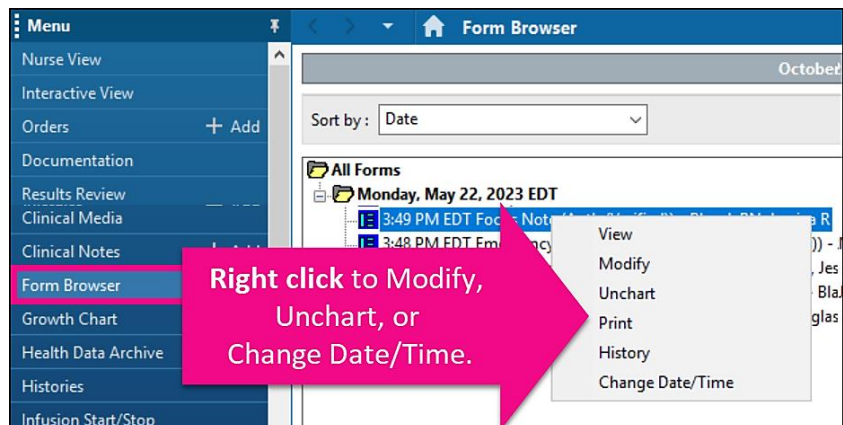 Menu
Nurse View
Interactive View
Orders + Add
Documentation
Results Review
Clinical Media
Clinical Notes
Form Browser
Growth Chart
Health Data Archive
Histories
Infusion Start/Stop
Form Browser
October
Sort by : Date
All Forms
Monday, May 22, 2023 EDT
3:49 PM EDT Focus Note
3:48 PM EDT
Right click to Modify,
Unchart, or
Change Date/Time.
View
Modify
Unchart
Print
History
Change Date/Time